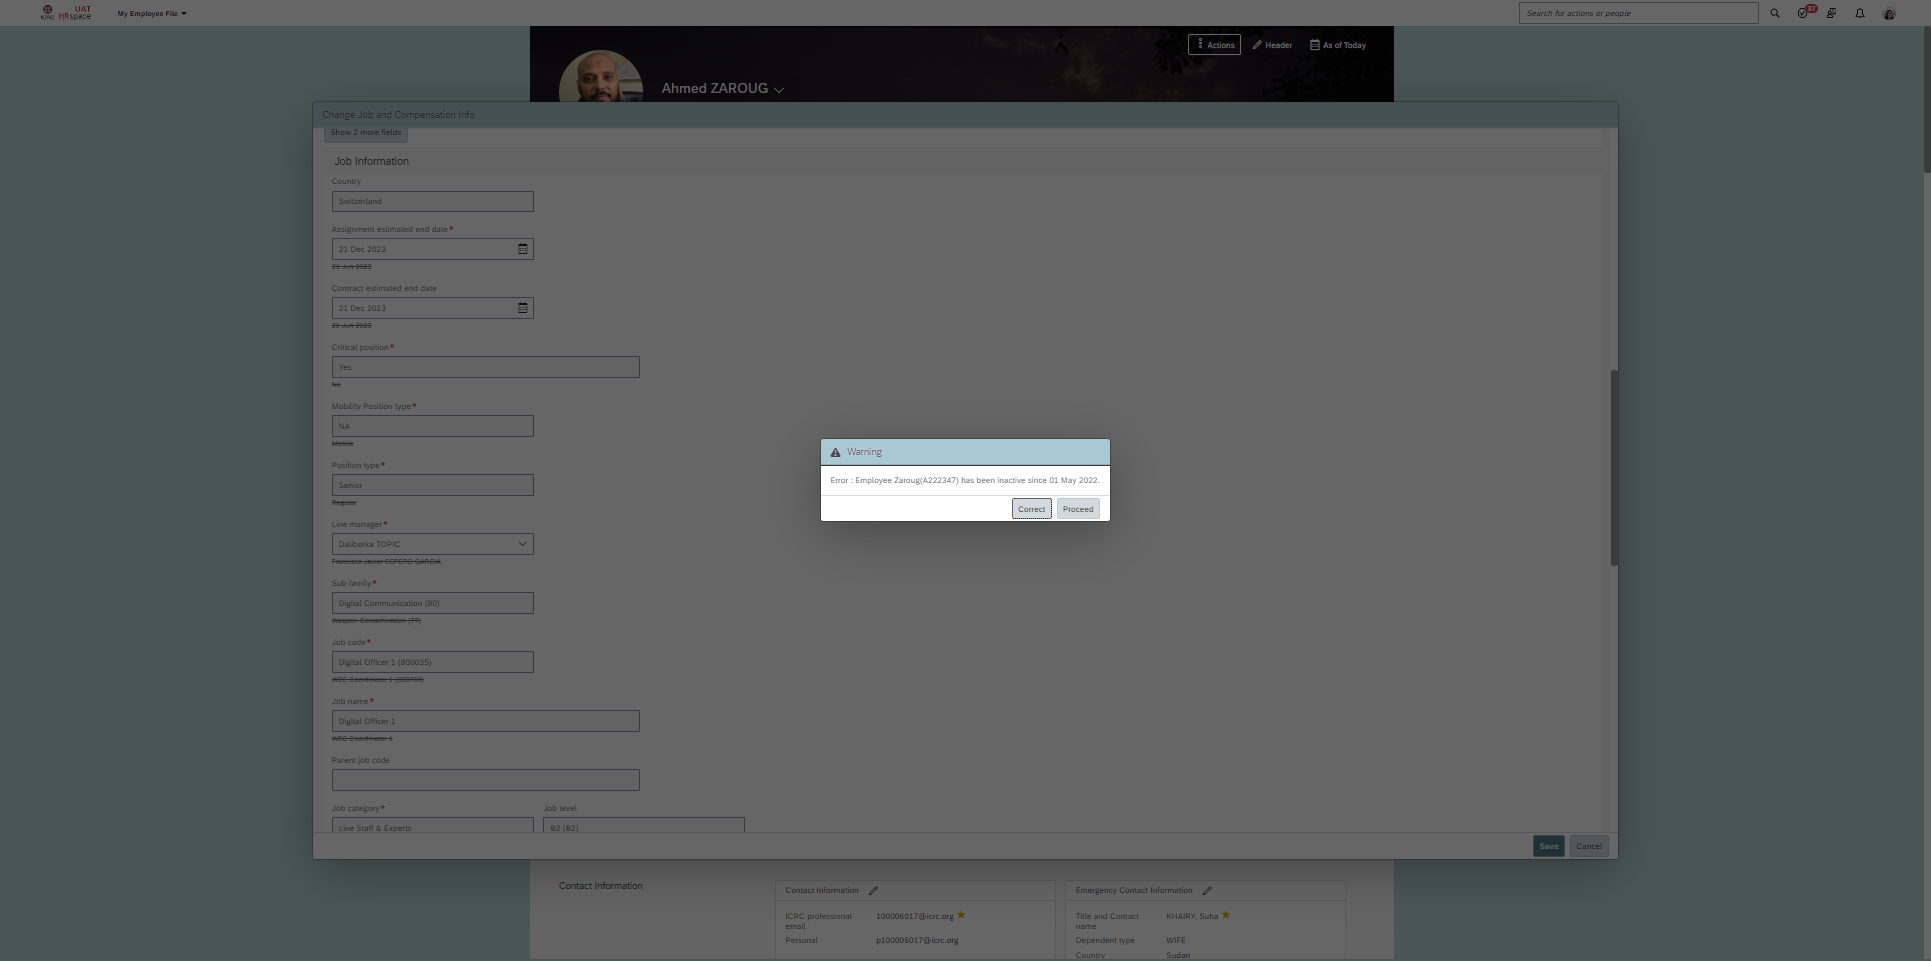 ICRC UAT HRspace
My Employee File
Search for actions or people
37
Actions
Header
As of Today
Ahmed ZAROUG
Change Job and Compensation Info
Show 2 more fields
Job Information
Country
Switzerland
Assignment estimated end date*
21 Dec 2023
21 Jun 2023
Contract estimated end date
21 Dec 2023
21 Jun 2023
Critical position*
Yes
No
Mobility Position type*
NA
Mobile
Position type*
Senior
Regular
Line manager*
Daliborka TOPIC
Francisco Javier CEPERO GARCIA
Sub-family*
Digital Communication (80)
Weapon Contamination (77)
Job code*
Digital Officer 1 (800035)
Job name*
Digital Officer 1
Parent job code
Job category*
Job level
Line Staff & Experts
B2 (B2)
Warning
Error : Employee Zaroug(A222347) has been inactive since 01 May 2022.
Correct
Proceed
Save
Cancel
Contact Information
Contact Information
Emergency Contact Information
ICRC professional email
100006017@icrc.org
Title and Contact name
KHAIRY, Suha
Personal
p100006017@icrc.org
Dependent type
WIFE
Country
Sudan